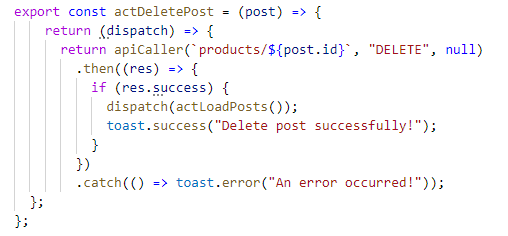 export const actDeletePost = (post) => {
    return (dispatch) => {
      return apiCaller(`products/${post.id}`, "DELETE", null)
        .then((res) => {
          if (res.success) {
            dispatch(actLoadPosts());
            toast.success("Delete post successfully!");
          }
        })
        .catch(() => toast.error("An error occurred!"));
  };
};